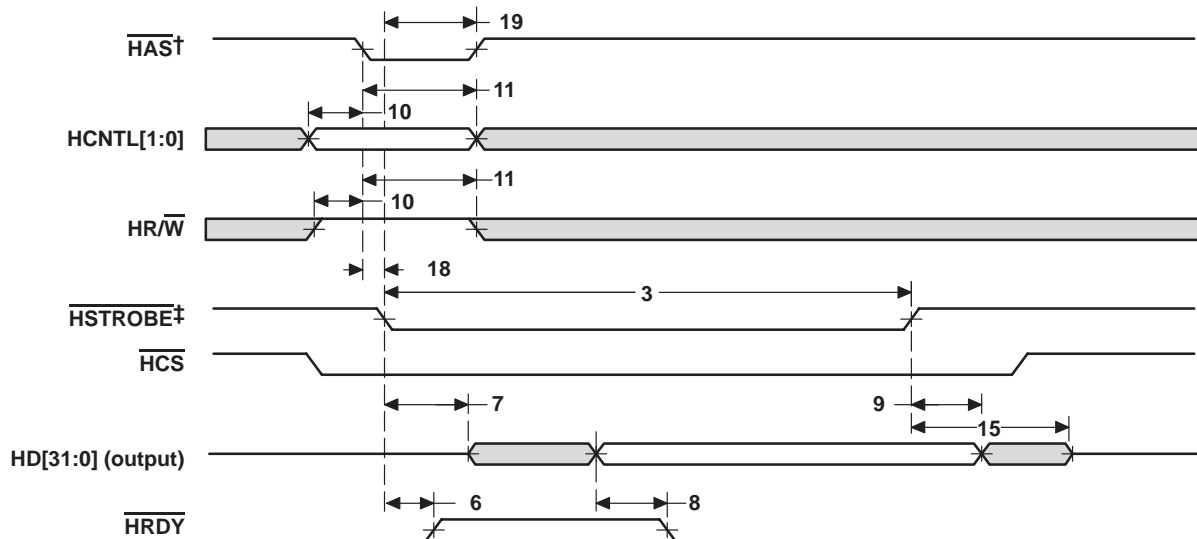 19
HAS†
11
10
HCNTL[1:0]
11
10
HR/W
18
3
HSTROBE‡
HCS
7
9
15
HD[31:0] (output)
6
8
HRDY